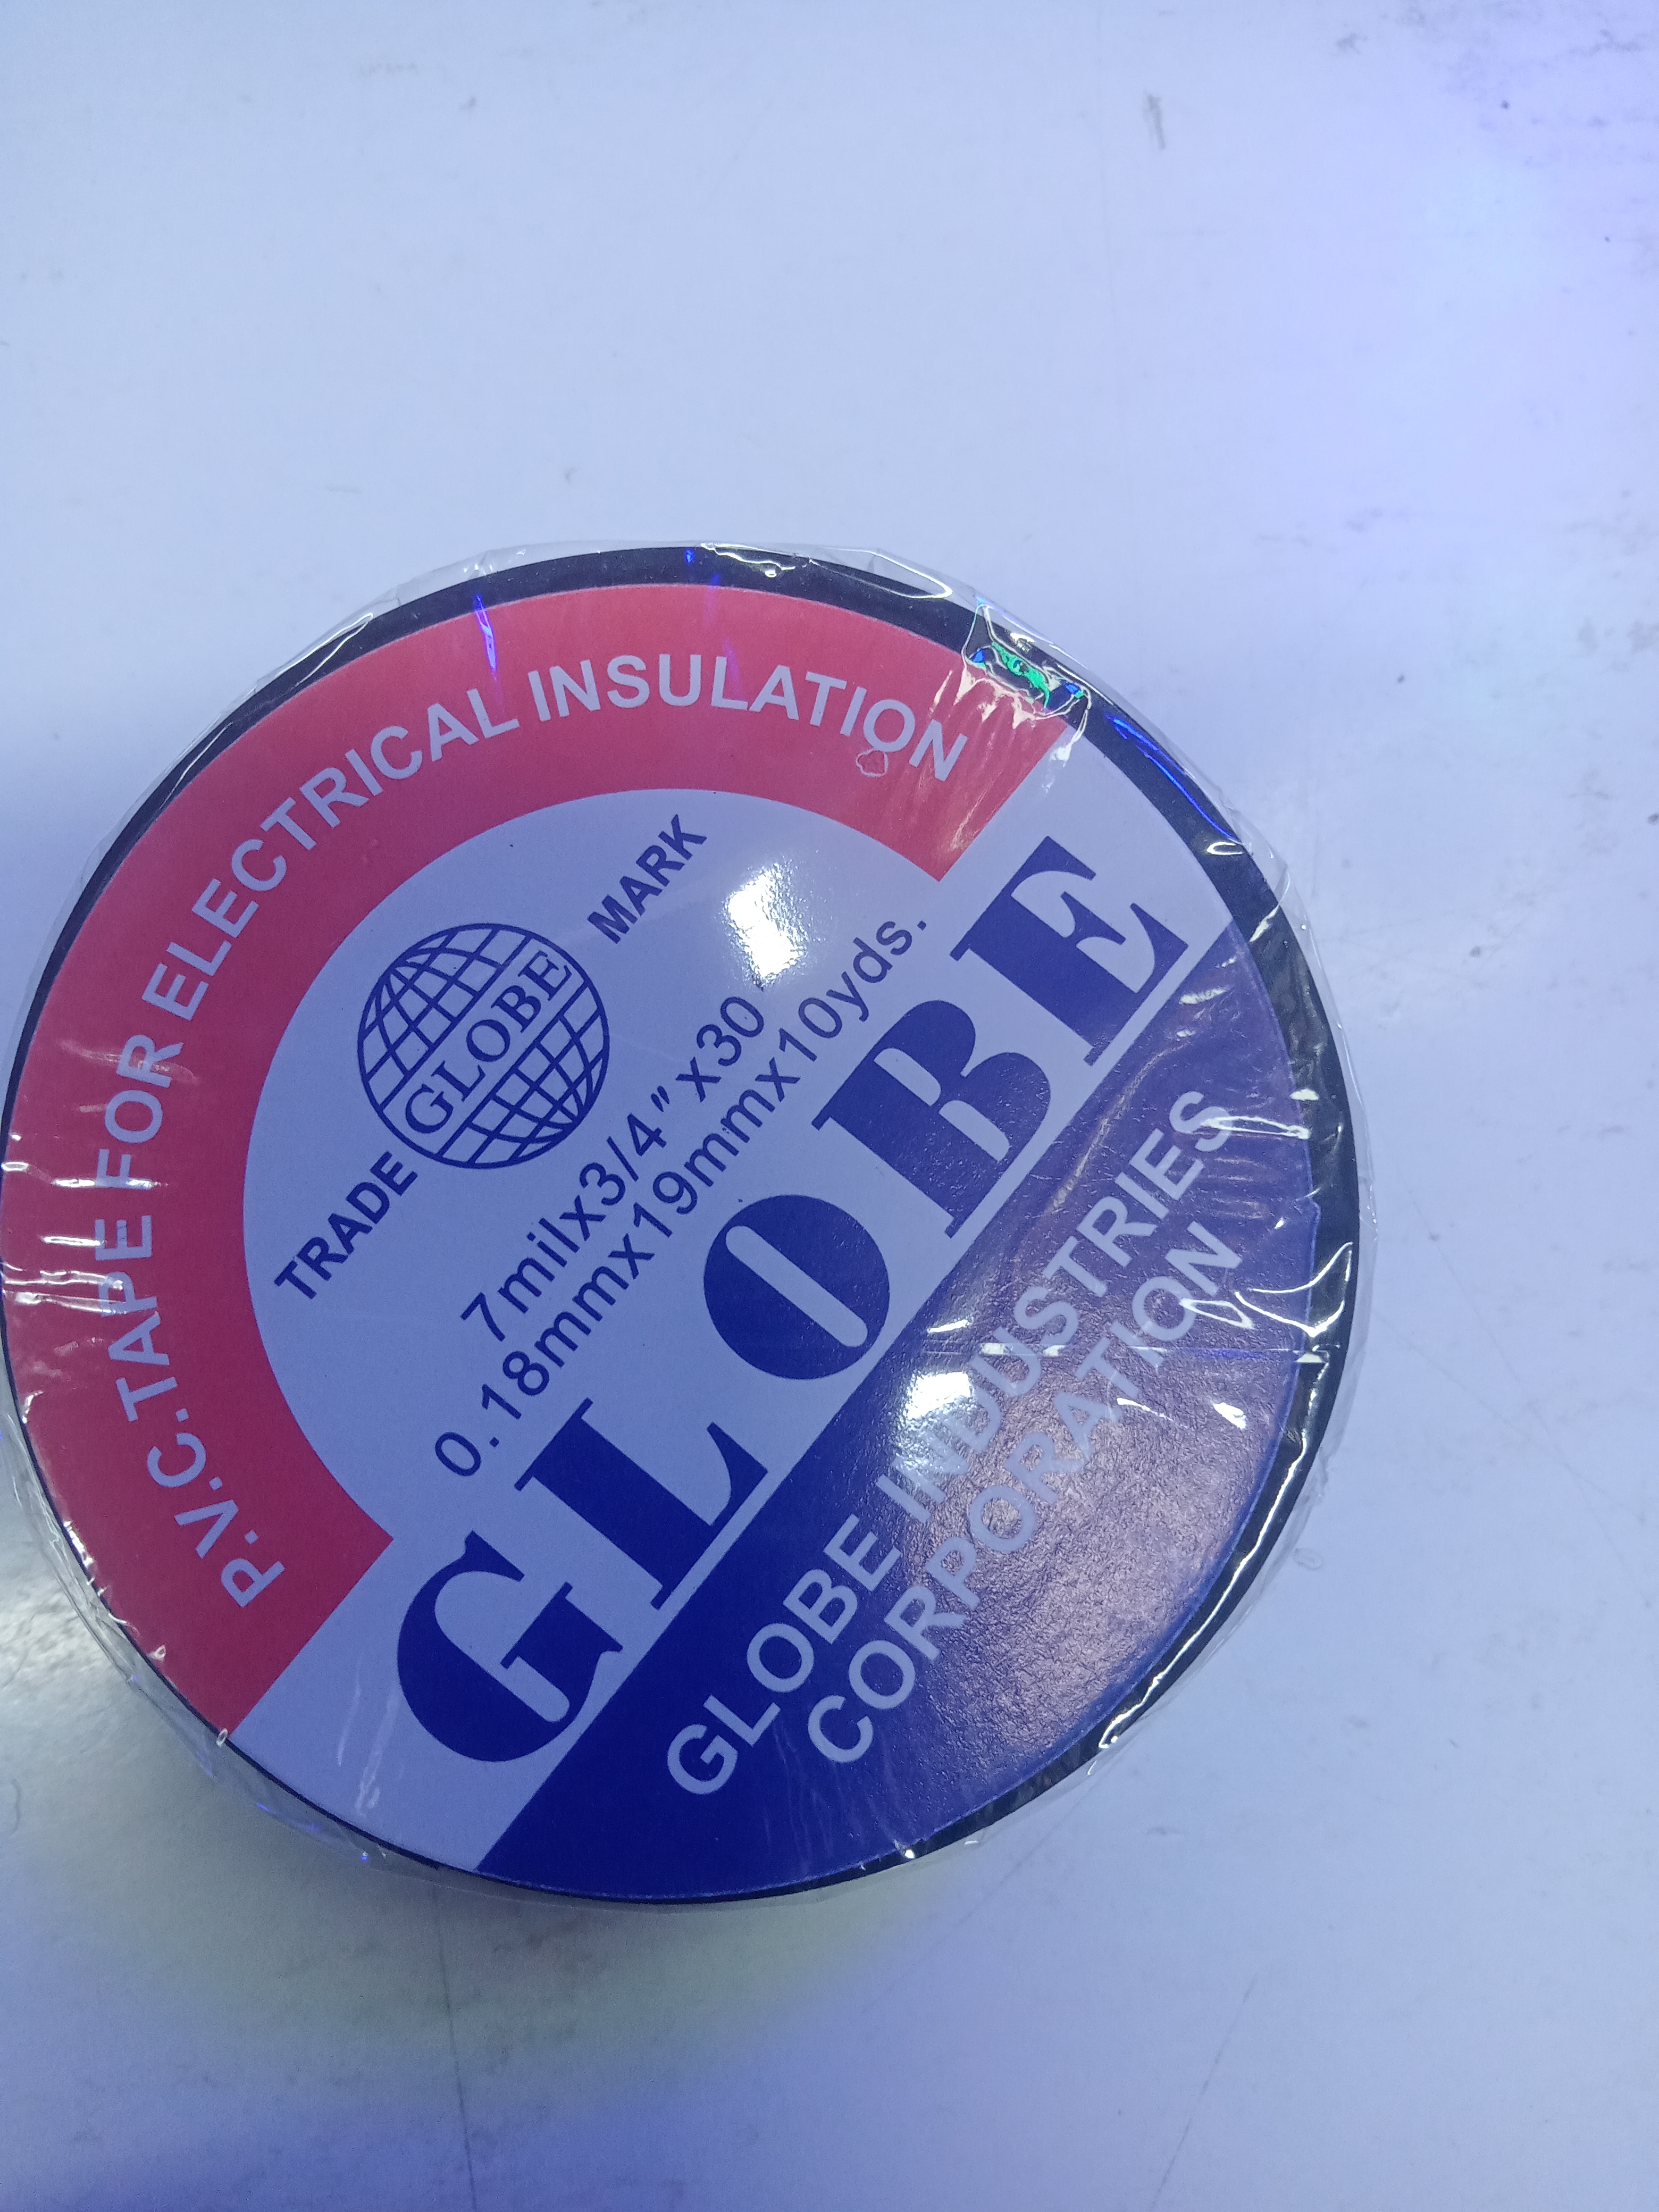 P.V.C. TAPE FOR ELECTRICAL INSULATION
TRADE MARK
GLOBE
7milx3/4"x30
0.18mmx19mmx10yds.
GLOBE
GLOBE INDUSTRIES
CORPORATION